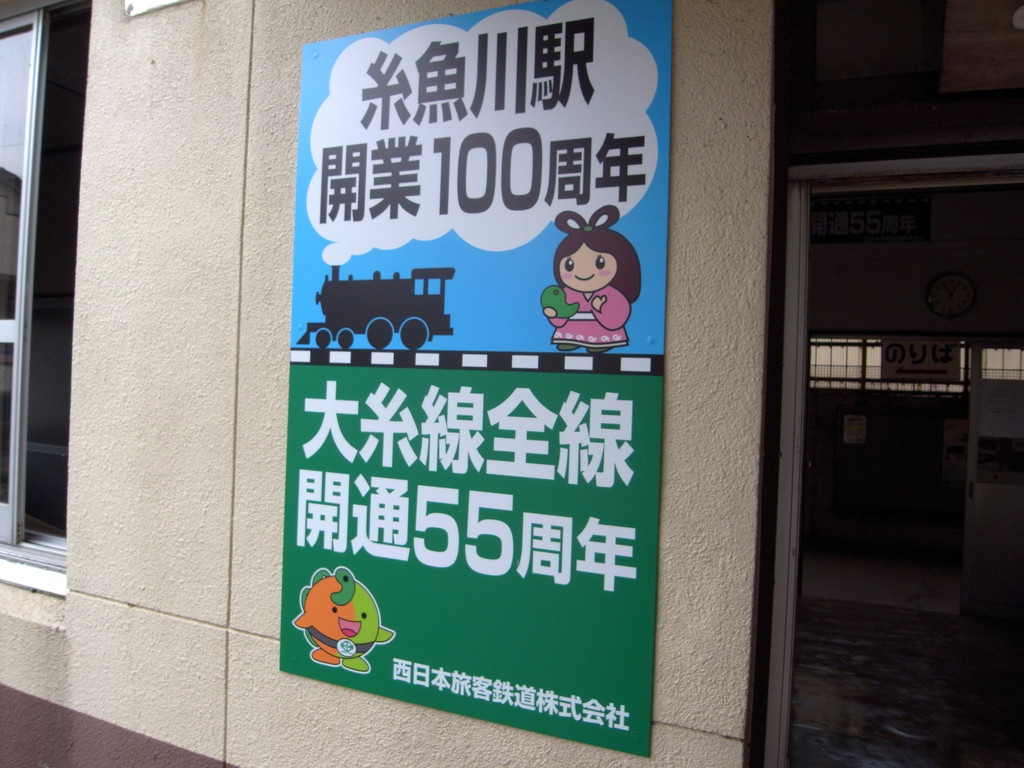 糸魚川駅
開業100周年
大糸線全線
開通55周年
西日本旅客鉄道株式会社
開通55周年
のりば